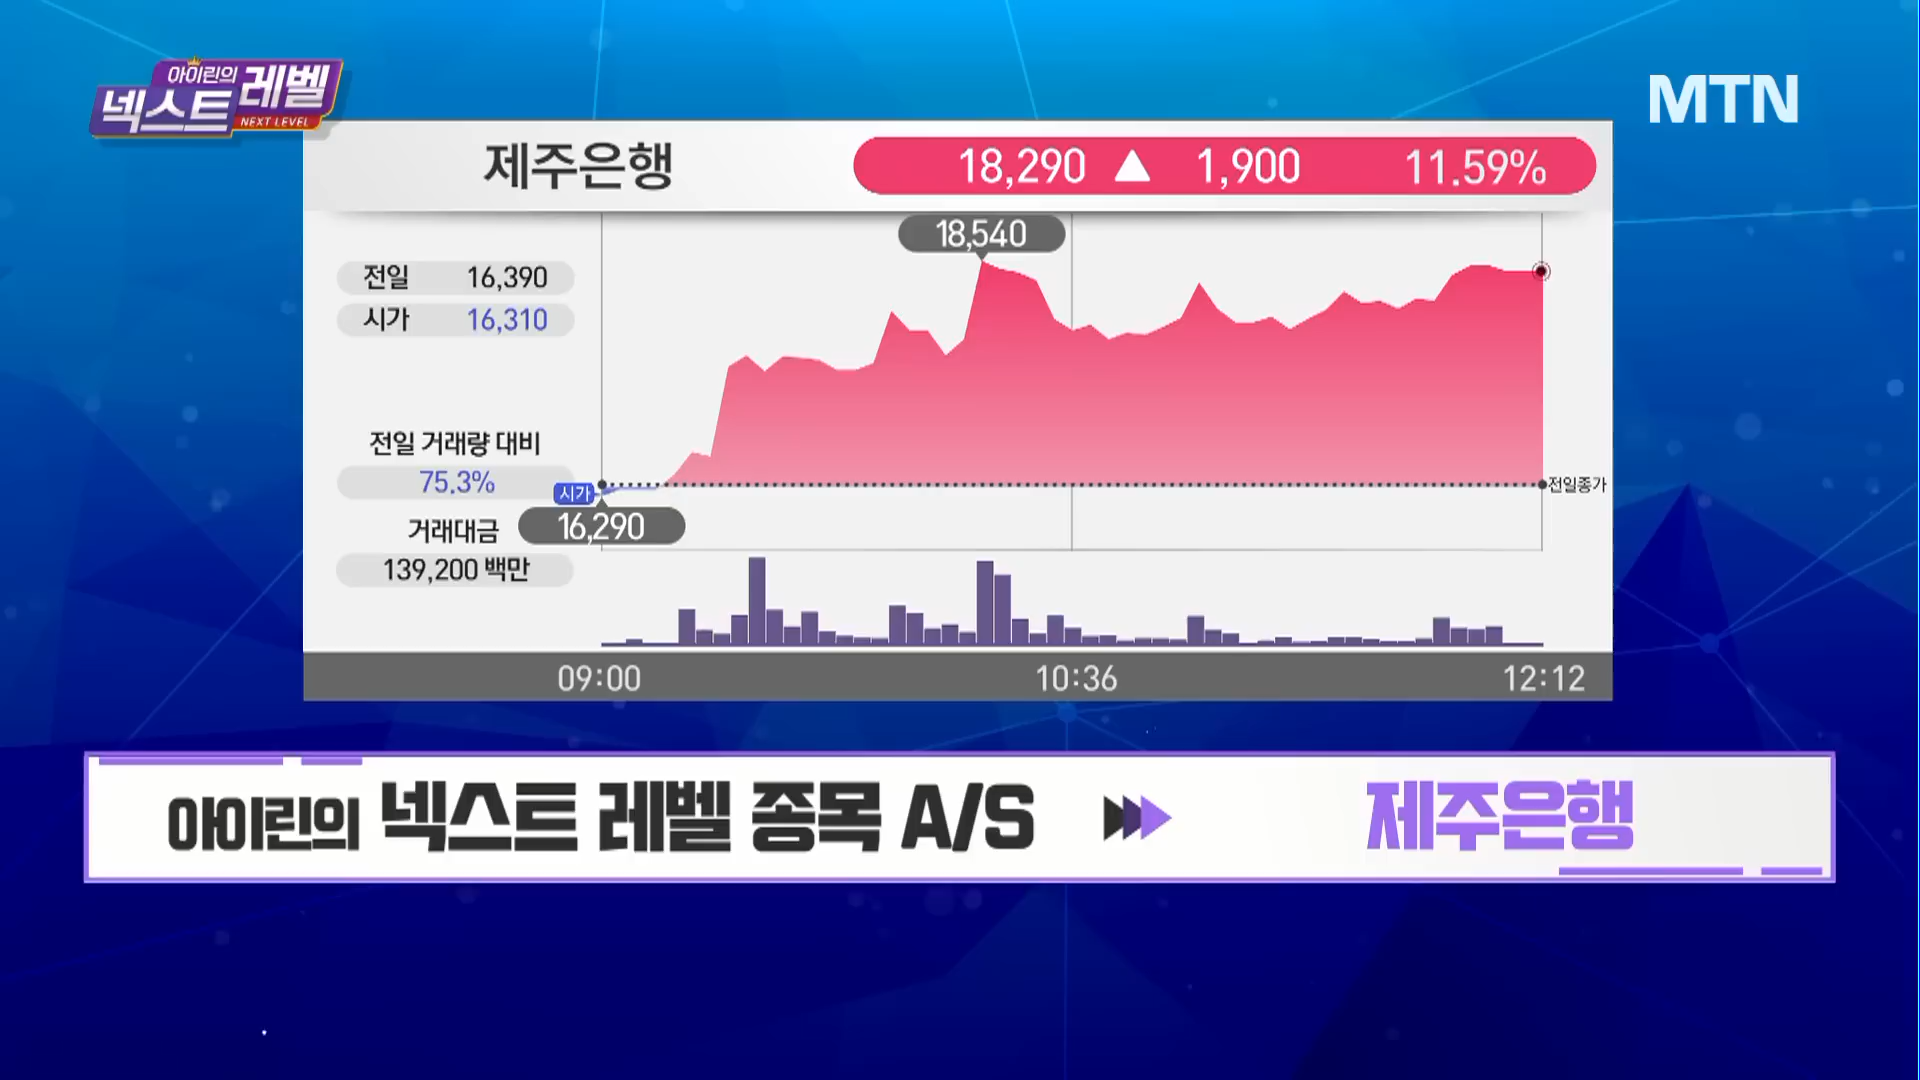 아이린의
넥스트 레벨
NEXT LEVEL
MTN
제주은행 18,290 ▲ 1,900 11.59%
18,540
전일 16,390
시가 16,310
전일 거래량 대비
75.3%
시가
전일종가
거래대금
16,290
139,200 백만
09:00 10:36 12:12
아이린의 넥스트 레벨 종목 A/S 제주은행